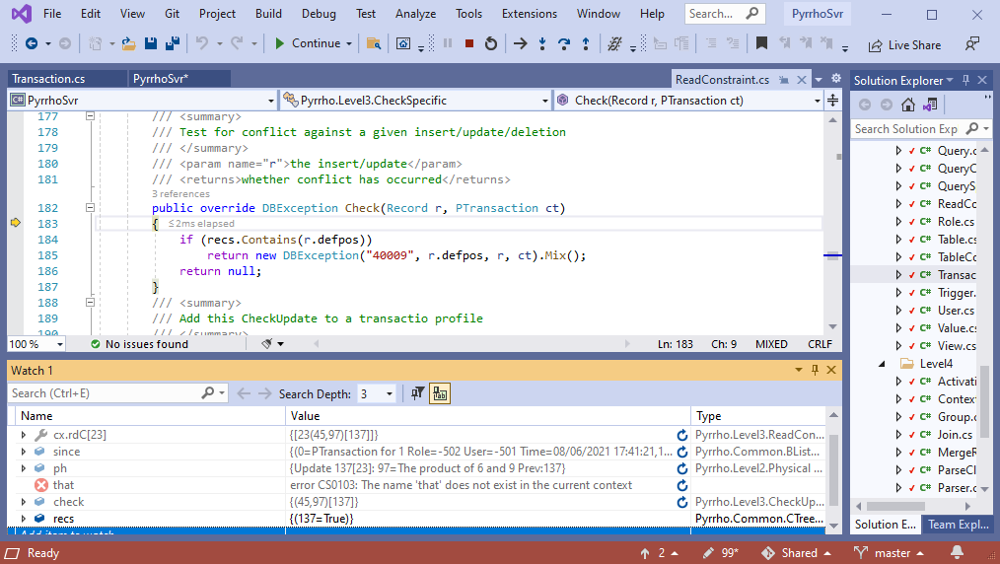 File Edit View Git Project Build Debug Test Analyze Tools Extensions Window Help Search... PyrrhoSvr
Continue Live Share
Transaction.cs PyrrhoSvr* ReadConstraint.cs
PyrrhoSvr Pyrrho.Level3.CheckSpecific Check(Record r, PTransaction ct)
177 /// <summary>
178 /// Test for conflict against a given insert/update/deletion
179 /// </summary>
180 /// <param name="r">the insert/update</param>
181 /// <returns>whether conflict has occurred</returns>
3 references
182 public override DBException Check(Record r, PTransaction ct)
183 { ≤2ms elapsed
184 if (recs.Contains(r.defpos))
185 return new DBException("40009", r.defpos, r, ct).Mix();
186 return null;
187 }
188 /// <summary>
189 /// Add this CheckUpdate to a transactio profile
190 /// </summary>
100 % No issues found Ln: 183 Ch: 9 MIXED CRLF
Watch 1
Search (Ctrl+E) Search Depth: 3
Name Value Type
cx.rdC[23] {[23(45,97)[137]]} Pyrrho.Level3.ReadCon...
since {(0=PTransaction for 1 Role=-502 User=-501 Time=08/06/2021 17:41:21,1... Pyrrho.Common.BList...
ph {Update 137[23]: 97=The product of 6 and 9 Prev:137} Pyrrho.Level2.Physical ...
that error CS0103: The name 'that' does not exist in the current context
check {(45,97)[137]} Pyrrho.Level3.CheckUp...
recs {(137=True)} Pyrrho.Common.CTree...
Add item to watch
Solution Explorer
Search Solution Exp
C# Query.c
C# QueryC
C# QueryS
C# ReadCo
C# Role.cs
C# Table.cs
C# TableCo
C# Transac
C# Trigger.
C# User.cs
C# Value.cs
C# View.cs
Level4
C# Activati
C# Context
C# Group.c
C# Join.cs
C# MergeR
C# ParseCl
C# Parser.c
Solution E... Team Expl...
Ready 2 99* Shared master